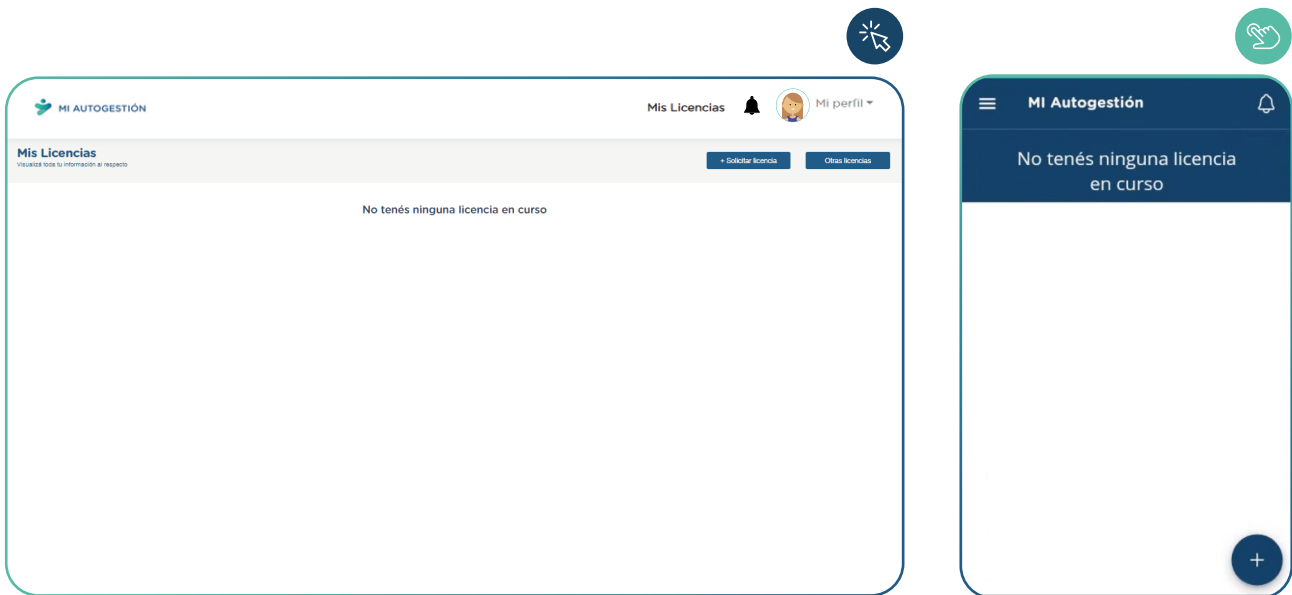 MI AUTOGESTIÓN
Mis Licencias
Mi perfil
Mis Licencias
Visualizá toda tu información al respecto
+ Solicitar licencia
Otras licencias
No tenés ninguna licencia en curso
MI Autogestión
No tenés ninguna licencia
en curso
+